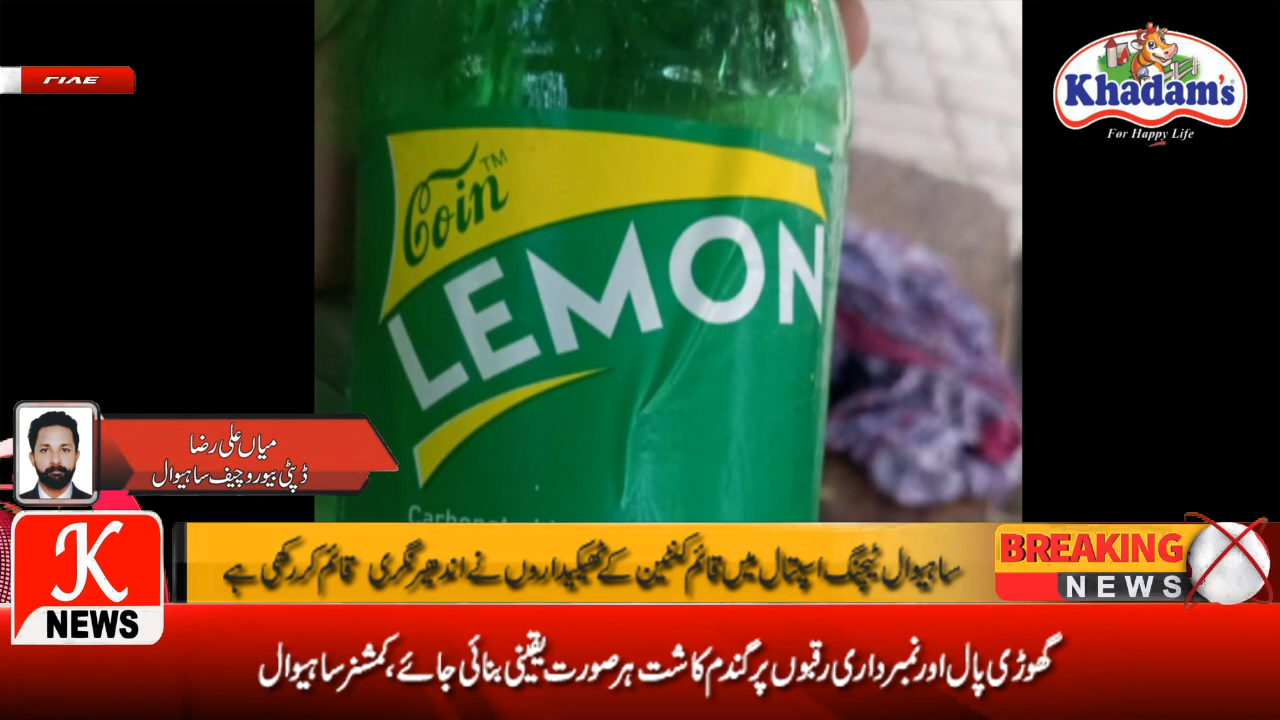 LIVE
Khadam's
For Happy Life
Coin™
LEMON
میاں علی رضا
ڈپٹی بیورو چیف ساہیوال
K
NEWS
ساہیوال ٹیچنگ اسپتال میں قائم کنٹین کے ٹھیکیداروں نے اندھیر نگری قائم کر رکھی ہے
BREAKING
NEWS
گھوڑی پال اور نمبرداری رقبوں پر گندم کاشت ہر صورت یقینی بنائی جائے، کمشنر ساہیوال